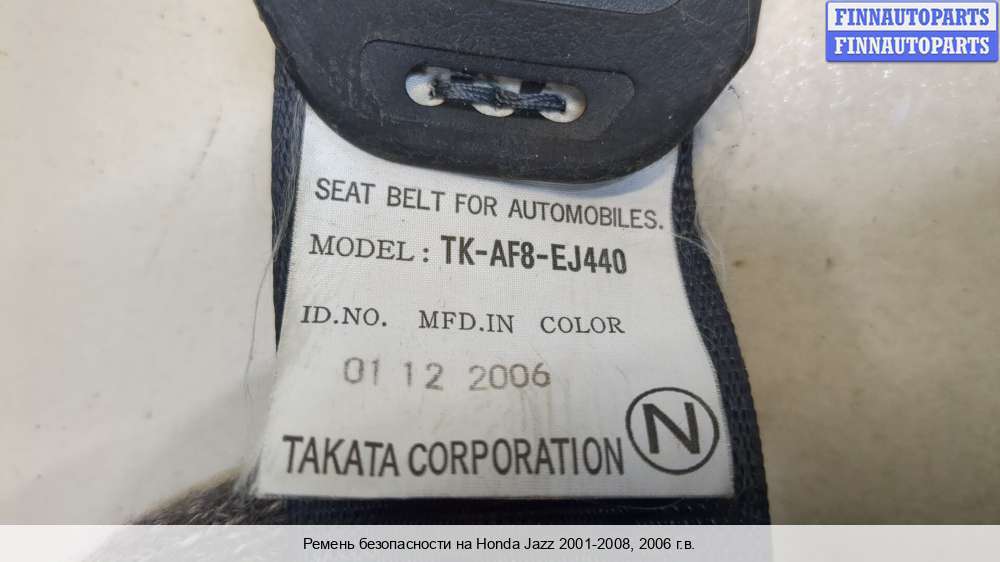 FINNAUTOPARTS
FINNAUTOPARTS
SEAT BELT FOR AUTOMOBILES.
MODEL : TK-AF8-EJ440
ID.NO. MFD.IN COLOR
01 12 2006
TAKATA CORPORATION N
Ремень безопасности на Honda Jazz 2001-2008, 2006 г.в.